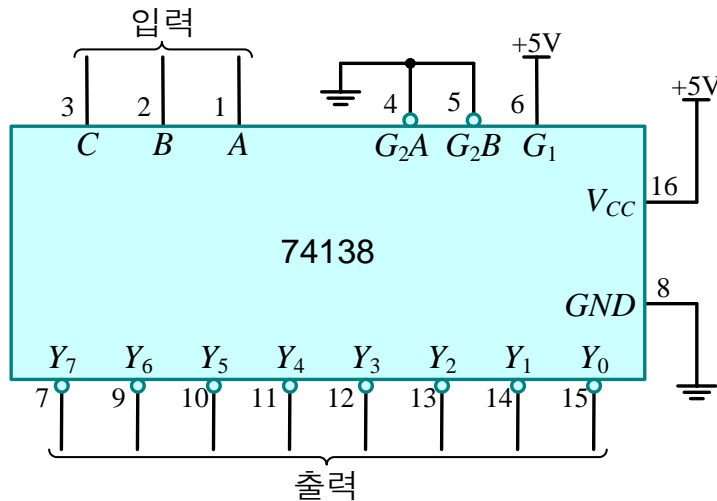 입력
+5V
+5V
3 2 1 4 5 6
C B A G₂A G₂B G₁
16
V_CC
74138
8
GND
Y₇ Y₆ Y₅ Y₄ Y₃ Y₂ Y₁ Y₀
7 9 10 11 12 13 14 15
출력